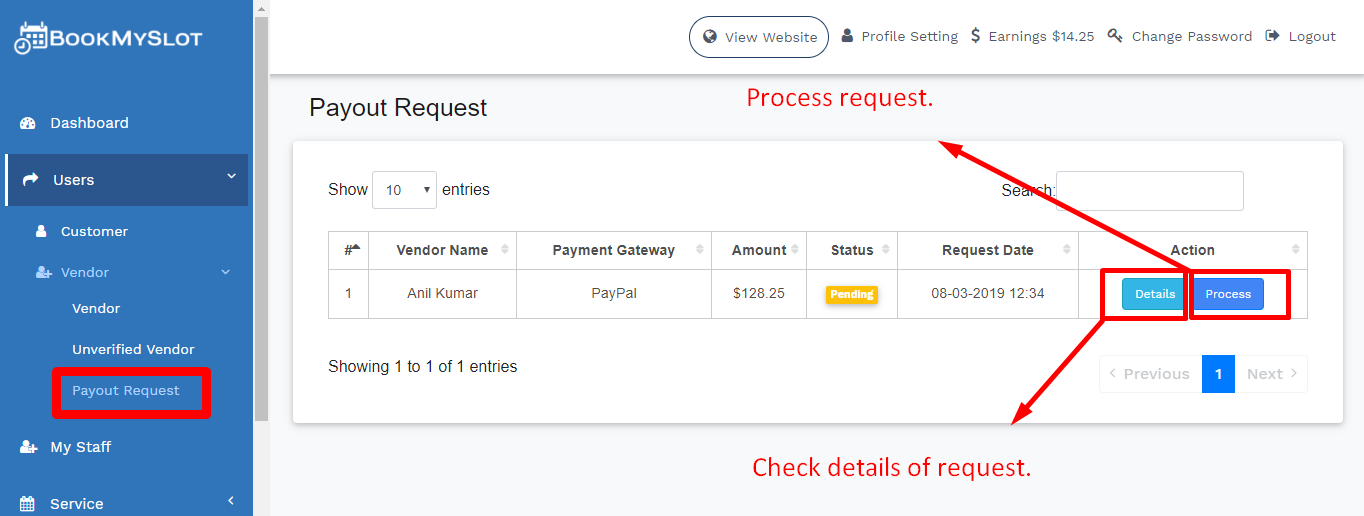 BookMySlot
View Website Profile Setting $ Earnings $14.25 Change Password Logout
Process request.
Payout Request
Dashboard
Users
Customer
Vendor
Vendor
Unverified Vendor
Payout Request
My Staff
Service
Show 10 entries
Search:
# Vendor Name Payment Gateway Amount Status Request Date Action
1 Anil Kumar PayPal $128.25 Pending 08-03-2019 12:34 Details Process
Showing 1 to 1 of 1 entries
Previous 1 Next
Check details of request.